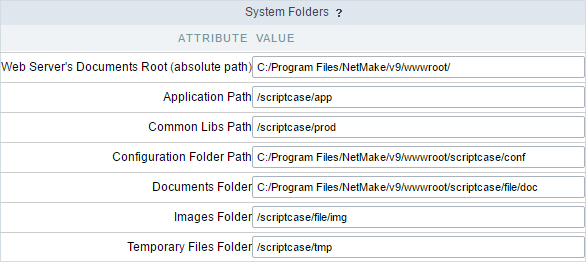 System Folders ?
ATTRIBUTE VALUE
Web Server's Documents Root (absolute path) C:/Program Files/NetMake/v9/wwwroot/
Application Path /scriptcase/app
Common Libs Path /scriptcase/prod
Configuration Folder Path C:/Program Files/NetMake/v9/wwwroot/scriptcase/conf
Documents Folder C:/Program Files/NetMake/v9/wwwroot/scriptcase/file/doc
Images Folder /scriptcase/file/img
Temporary Files Folder /scriptcase/tmp